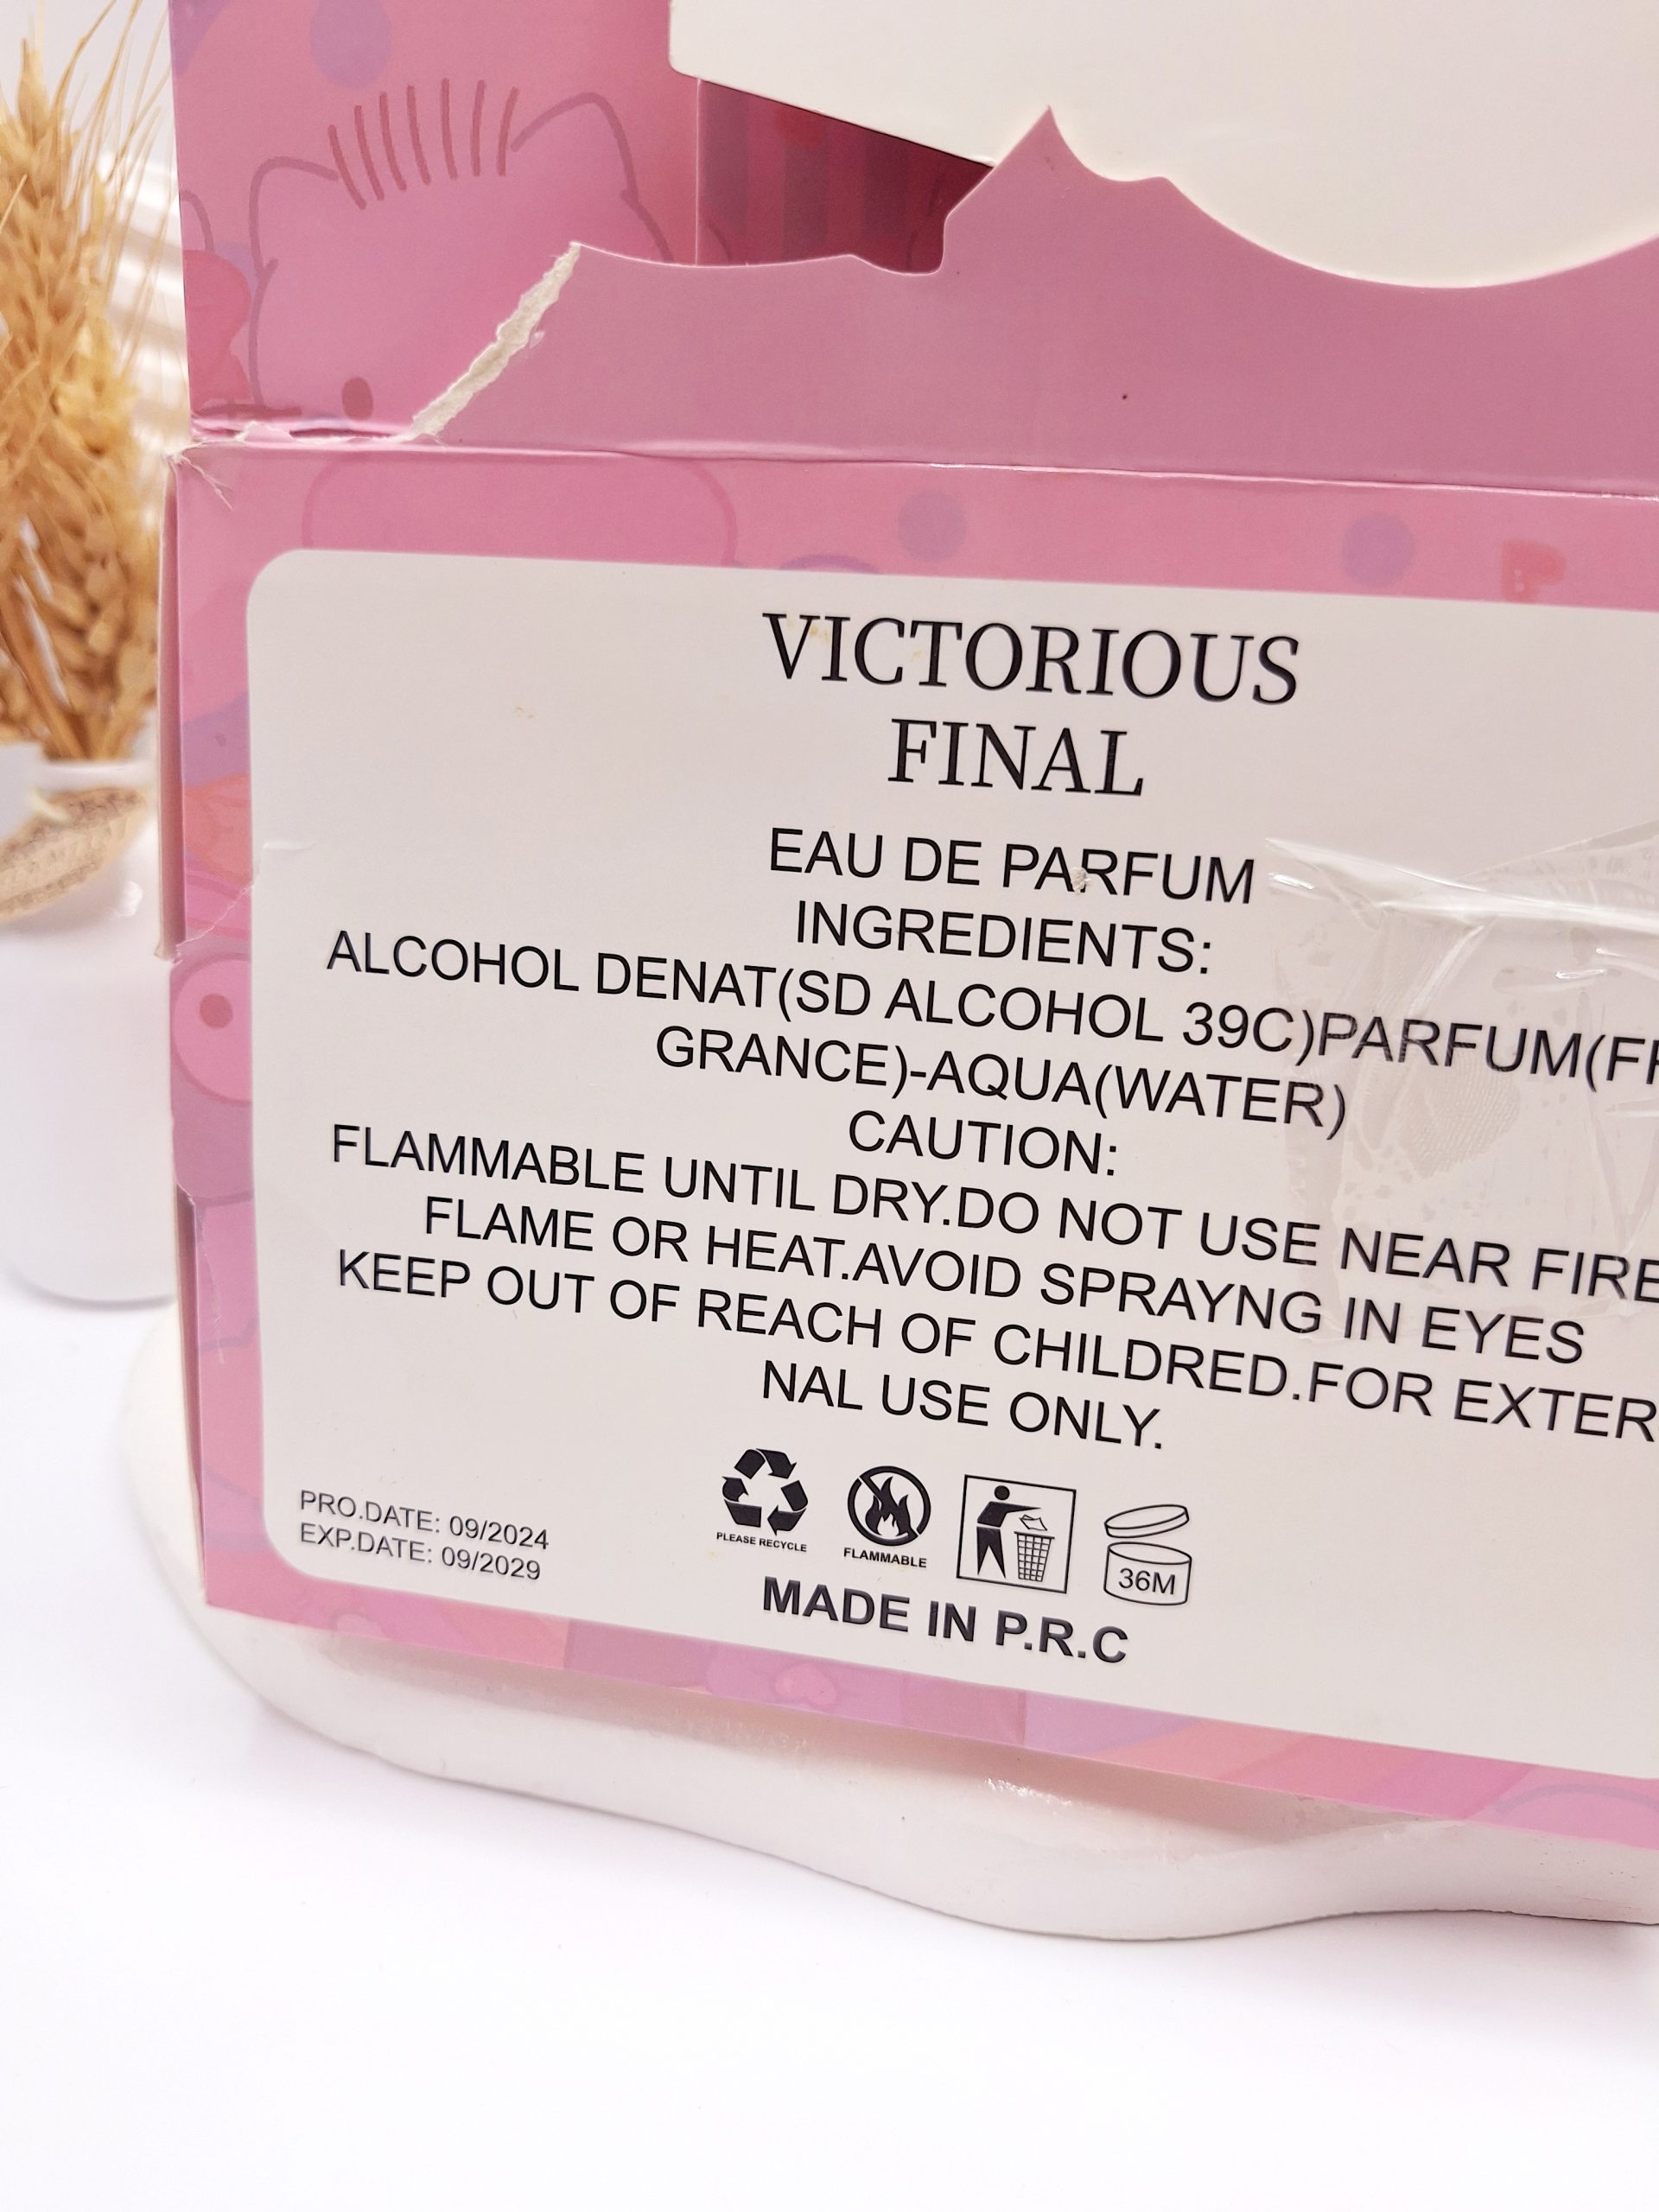 VICTORIOUS
FINAL
EAU DE PARFUM
INGREDIENTS:
ALCOHOL DENAT(SD ALCOHOL 39C)PARFUM(FR
GRANCE)-AQUA(WATER)
CAUTION:
FLAMMABLE UNTIL DRY.DO NOT USE NEAR FIRE
FLAME OR HEAT.AVOID SPRAYNG IN EYES
KEEP OUT OF REACH OF CHILDRED.FOR EXTER
NAL USE ONLY.
PLEASE RECYCLE
FLAMMABLE
36M
PRO.DATE: 09/2024
EXP.DATE: 09/2029
MADE IN P.R.C